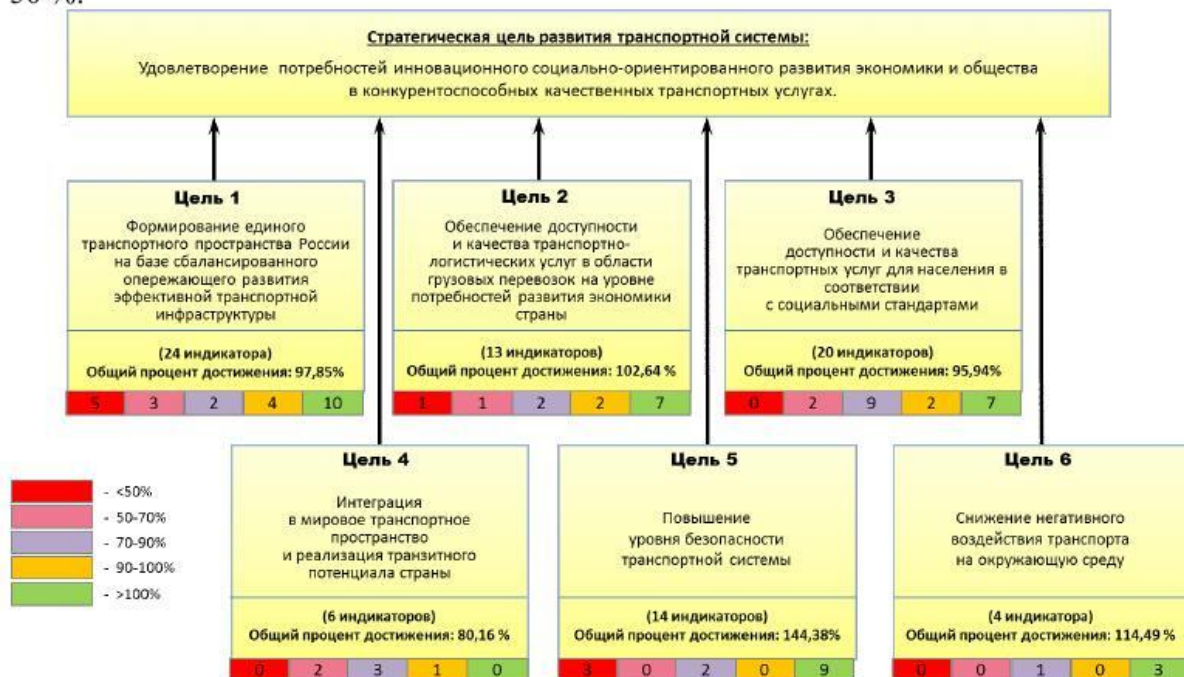 50 %.
Стратегическая цель развития транспортной системы:
Удовлетворение потребностей инновационного социально-ориентированного развития экономики и общества
в конкурентоспособных качественных транспортных услугах.
Цель 1
Формирование единого
транспортного пространства России
на базе сбалансированного
опережающего развития
эффективной транспортной
инфраструктуры
(24 индикатора)
Общий процент достижения: 97,85%
5 3 2 4 10
Цель 2
Обеспечение доступности
и качества транспортно-
логистических услуг в области
грузовых перевозок на уровне
потребностей развития экономики
страны
(13 индикаторов)
Общий процент достижения: 102,64 %
1 1 2 2 7
Цель 3
Обеспечение
доступности и качества
транспортных услуг для населения в
соответствии
с социальными стандартами
(20 индикаторов)
Общий процент достижения: 95,94%
0 2 9 2 7
- <50%
- 50-70%
- 70-90%
- 90-100%
- >100%
Цель 4
Интеграция
в мировое транспортное
пространство
и реализация транзитного
потенциала страны
(6 индикаторов)
Общий процент достижения: 80,16 %
0 2 3 1 0
Цель 5
Повышение
уровня безопасности
транспортной системы
(14 индикаторов)
Общий процент достижения: 144,38%
3 0 2 0 9
Цель 6
Снижение негативного
воздействия транспорта
на окружающую среду
(4 индикатора)
Общий процент достижения: 114,49 %
0 0 1 0 3